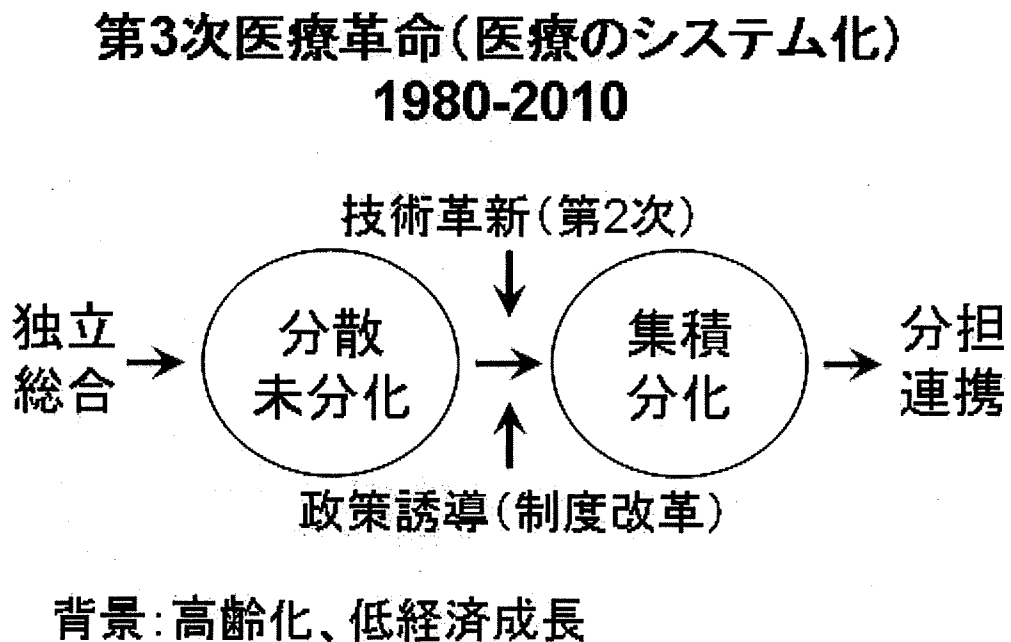 第3次医療革命(医療のシステム化)
1980-2010
技術革新(第2次)
独立
総合
分散
未分化
集積
分化
分担
連携
政策誘導(制度改革)
背景:高齢化、低経済成長